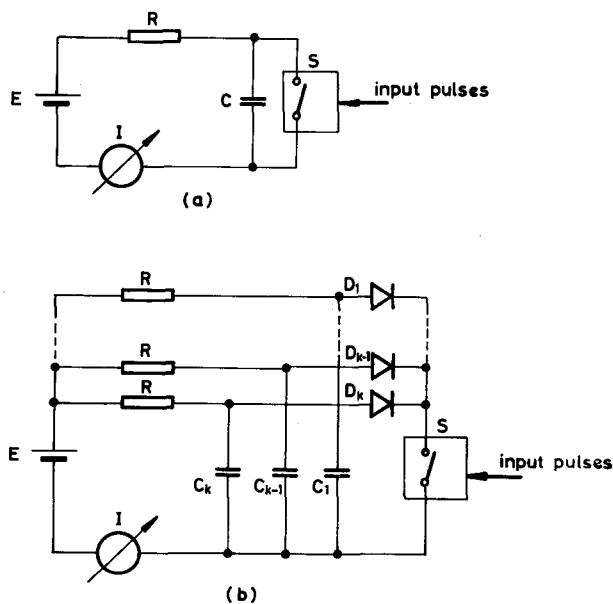 R
S
E
C
input pulses
I
(a)
R
D1
R
Dk-1
R
Dk
S
E
input pulses
Ck
Ck-1
C1
I
(b)